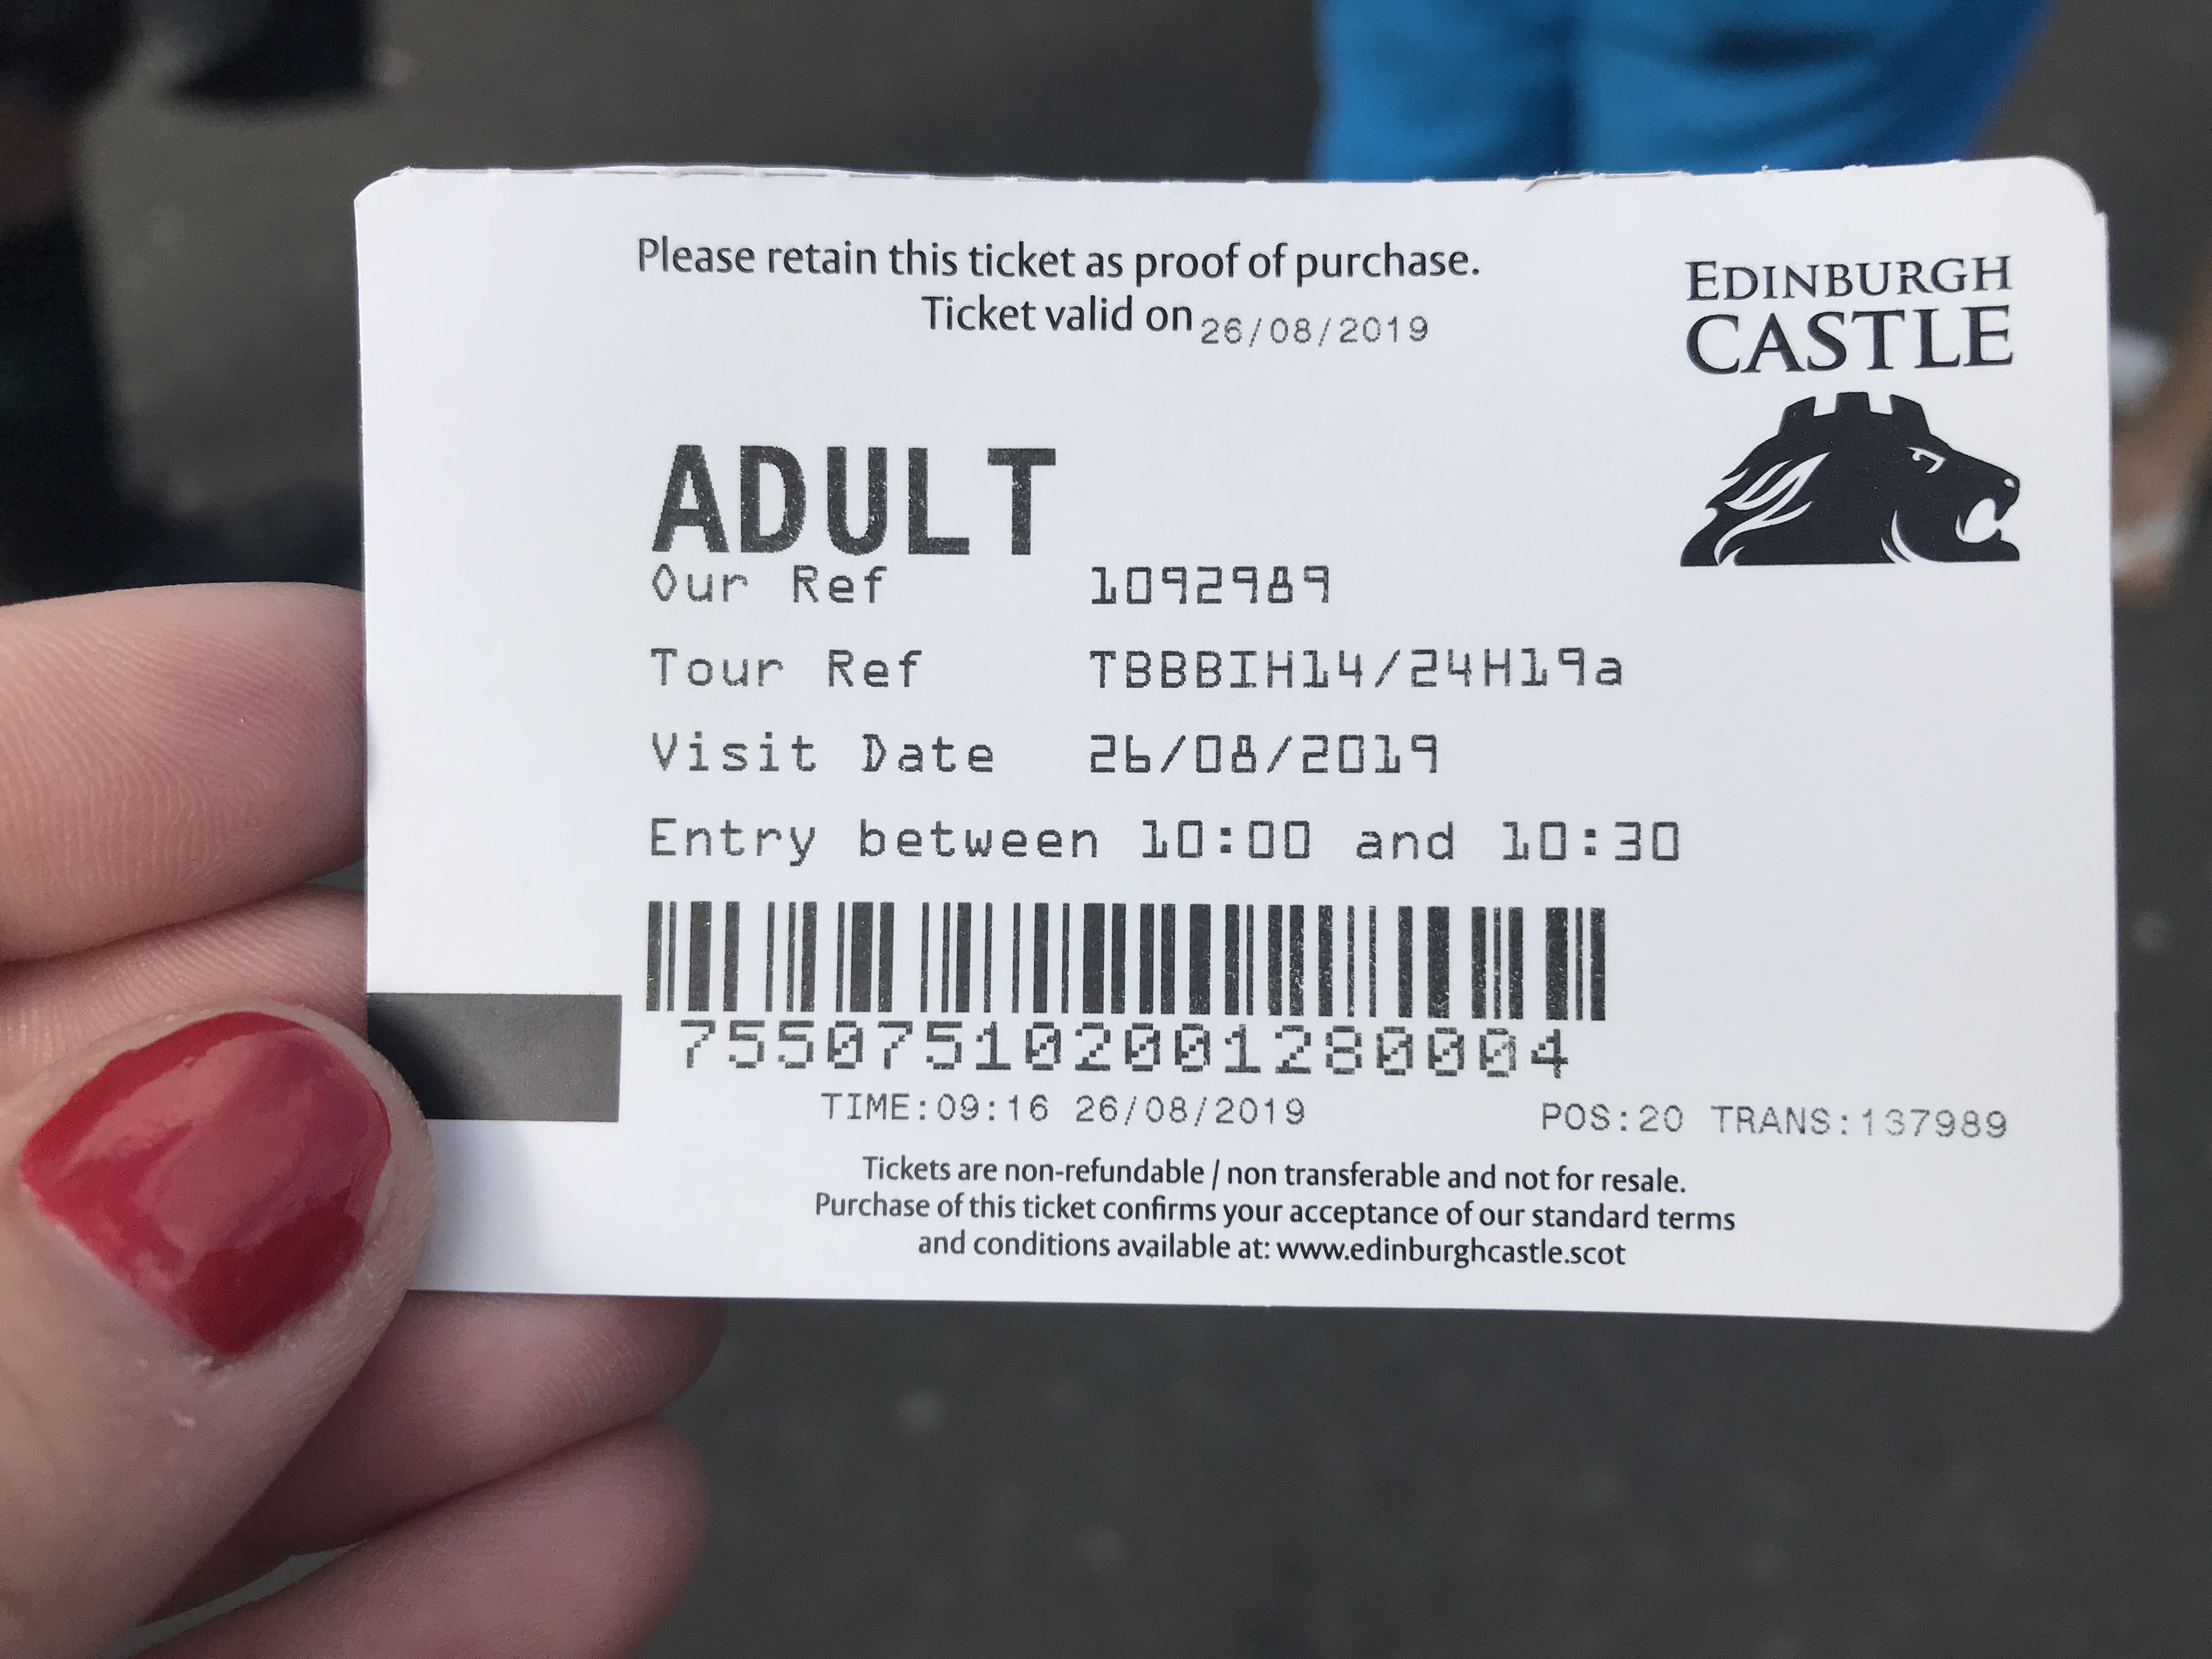 Please retain this ticket as proof of purchase.
Ticket valid on 26/08/2019
EDINBURGH
CASTLE
ADULT
Our Ref 1092989
Tour Ref TBBBIH14/24H19a
Visit Date 26/08/2019
Entry between 10:00 and 10:30
755075102001280004
TIME:09:16 26/08/2019 POS:20 TRANS:137989
Tickets are non-refundable / non transferable and not for resale.
Purchase of this ticket confirms your acceptance of our standard terms
and conditions available at: www.edinburghcastle.scot